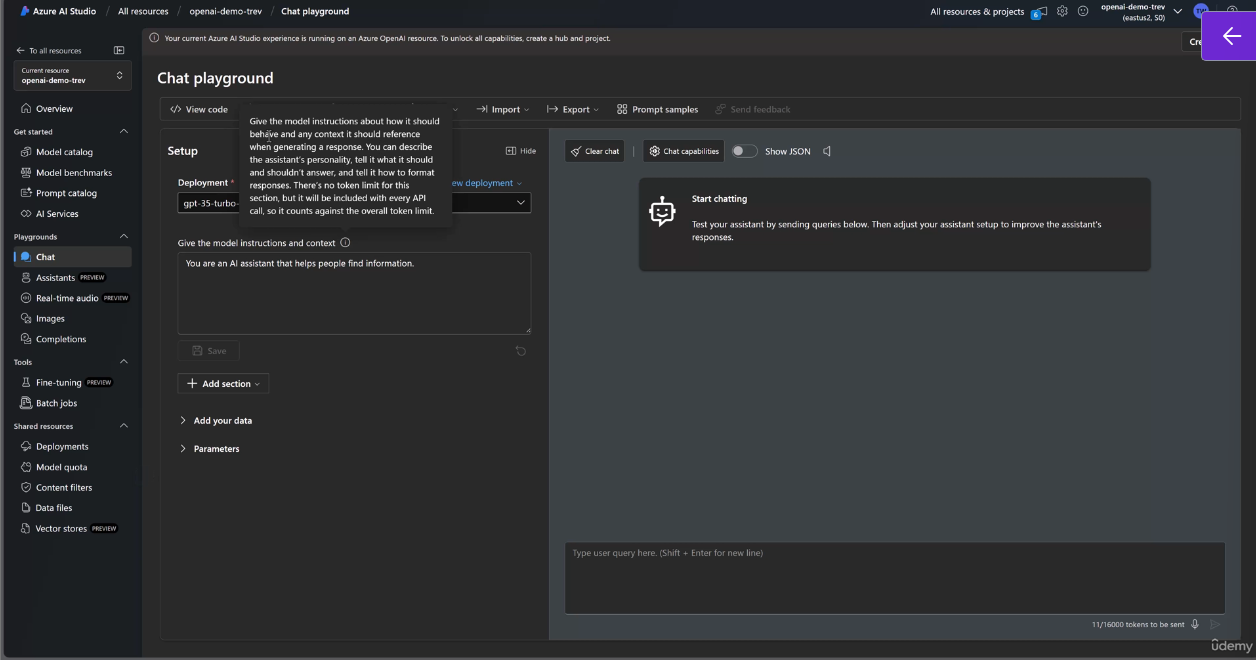 Azure AI Studio / All resources / openai-demo-trev / Chat playground
All resources & projects 6 openai-demo-trev (eastus2, S0)
To all resources
Your current Azure AI Studio experience is running on an Azure OpenAI resource. To unlock all capabilities, create a hub and project.
Current resource
openai-demo-trev
Overview
Get started
Model catalog
Model benchmarks
Prompt catalog
AI Services
Playgrounds
Chat
Assistants PREVIEW
Real-time audio PREVIEW
Images
Completions
Tools
Fine-tuning PREVIEW
Batch jobs
Shared resources
Deployments
Model quota
Content filters
Data files
Vector stores PREVIEW
Chat playground
View code
Import
Export
Prompt samples
Send feedback
Give the model instructions about how it should
behave and any context it should reference
when generating a response. You can describe
the assistant's personality, tell it what it should
and shouldn't answer, and tell it how to format
responses. There's no token limit for this
section, but it will be included with every API
call, so it counts against the overall token limit.
Setup
Hide
Deployment *
deployment
gpt-35-turbo-
Give the model instructions and context
You are an AI assistant that helps people find information.
Save
Add section
Add your data
Parameters
Clear chat | Chat capabilities Show JSON
Start chatting
Test your assistant by sending queries below. Then adjust your assistant setup to improve the assistant's
responses.
Type user query here. (Shift + Enter for new line)
11/16000 tokens to be sent
ûdemy